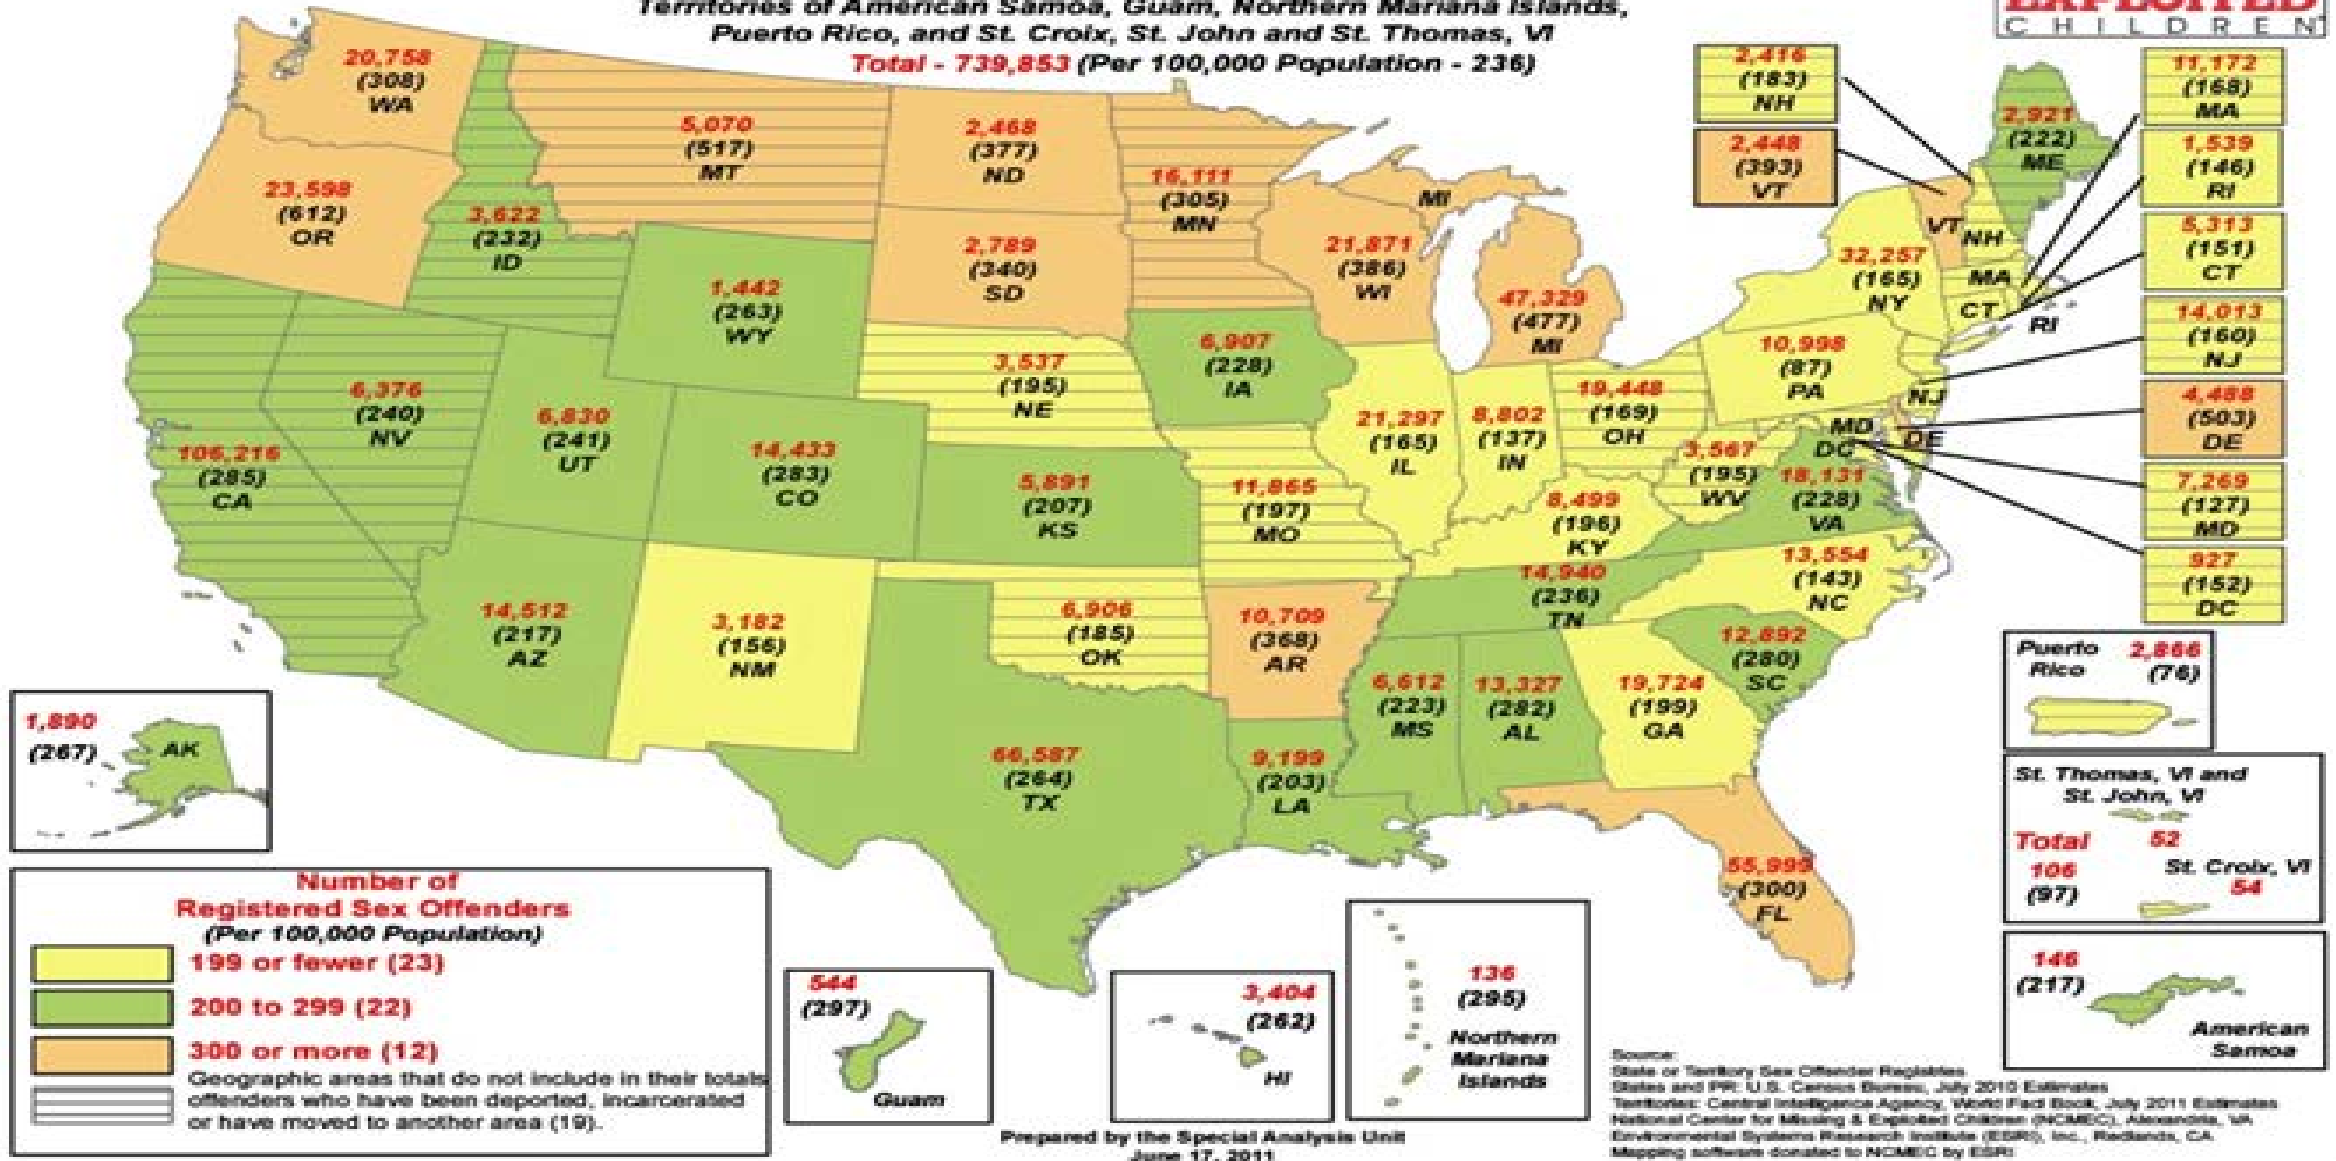 Territories of American Samoa, Guam, Northern Mariana Islands,
Puerto Rico, and St. Croix, St. John and St. Thomas, VI
Total - 739,853 (Per 100,000 Population - 236)
EXPLOITED
CHILDREN
20,758
(308)
WA
23,598
(612)
OR
3,622
(232)
ID
5,070
(517)
MT
2,468
(377)
ND
2,789
(340)
SD
16,111
(305)
MN
21,871
(386)
WI
MI
47,329
(477)
MI
1,442
(263)
WY
3,537
(195)
NE
6,907
(228)
IA
106,216
(285)
CA
6,376
(240)
NV
6,830
(241)
UT
14,433
(283)
CO
5,891
(207)
KS
11,865
(197)
MO
21,297
(165)
IL
8,802
(137)
IN
19,448
(169)
OH
8,499
(196)
KY
3,567
(195)
WV
18,131
(228)
VA
10,998
(87)
PA
32,257
(165)
NY
2,921
(222)
ME
VT
NH
MA
CT
RI
NJ
MD
DE
DC
2,416
(183)
NH
2,448
(393)
VT
11,172
(168)
MA
1,539
(146)
RI
5,313
(151)
CT
14,013
(160)
NJ
4,488
(503)
DE
7,269
(127)
MD
927
(152)
DC
14,512
(217)
AZ
3,182
(156)
NM
6,906
(185)
OK
10,709
(368)
AR
14,940
(236)
TN
13,554
(143)
NC
12,892
(280)
SC
66,587
(264)
TX
9,199
(203)
LA
6,612
(223)
MS
13,327
(282)
AL
19,724
(199)
GA
55,999
(300)
FL
1,890
(267)
AK
Puerto Rico
2,866
(76)
St. Thomas, VI and
St. John, VI
Total
52
106
(97)
St. Croix, VI
54
146
(217)
American
Samoa
544
(297)
Guam
3,404
(262)
HI
136
(295)
Northern
Mariana
Islands
Number of
Registered Sex Offenders
(Per 100,000 Population)
199 or fewer (23)
200 to 299 (22)
300 or more (12)
Geographic areas that do not include in their totals
offenders who have been deported, incarcerated
or have moved to another area (19).
Prepared by the Special Analysis Unit
June 17, 2011
Source:
State or Territory Sex Offender Registries
States and PR: U.S. Census Bureau, July 2010 Estimates
Territories: Central Intelligence Agency, World Fact Book, July 2011 Estimates
National Center for Missing & Exploited Children (NCMEC), Alexandria, VA
Environmental Systems Research Institute (ESRI), Inc., Redlands, CA
Mapping software donated to NCMEC by ESRI